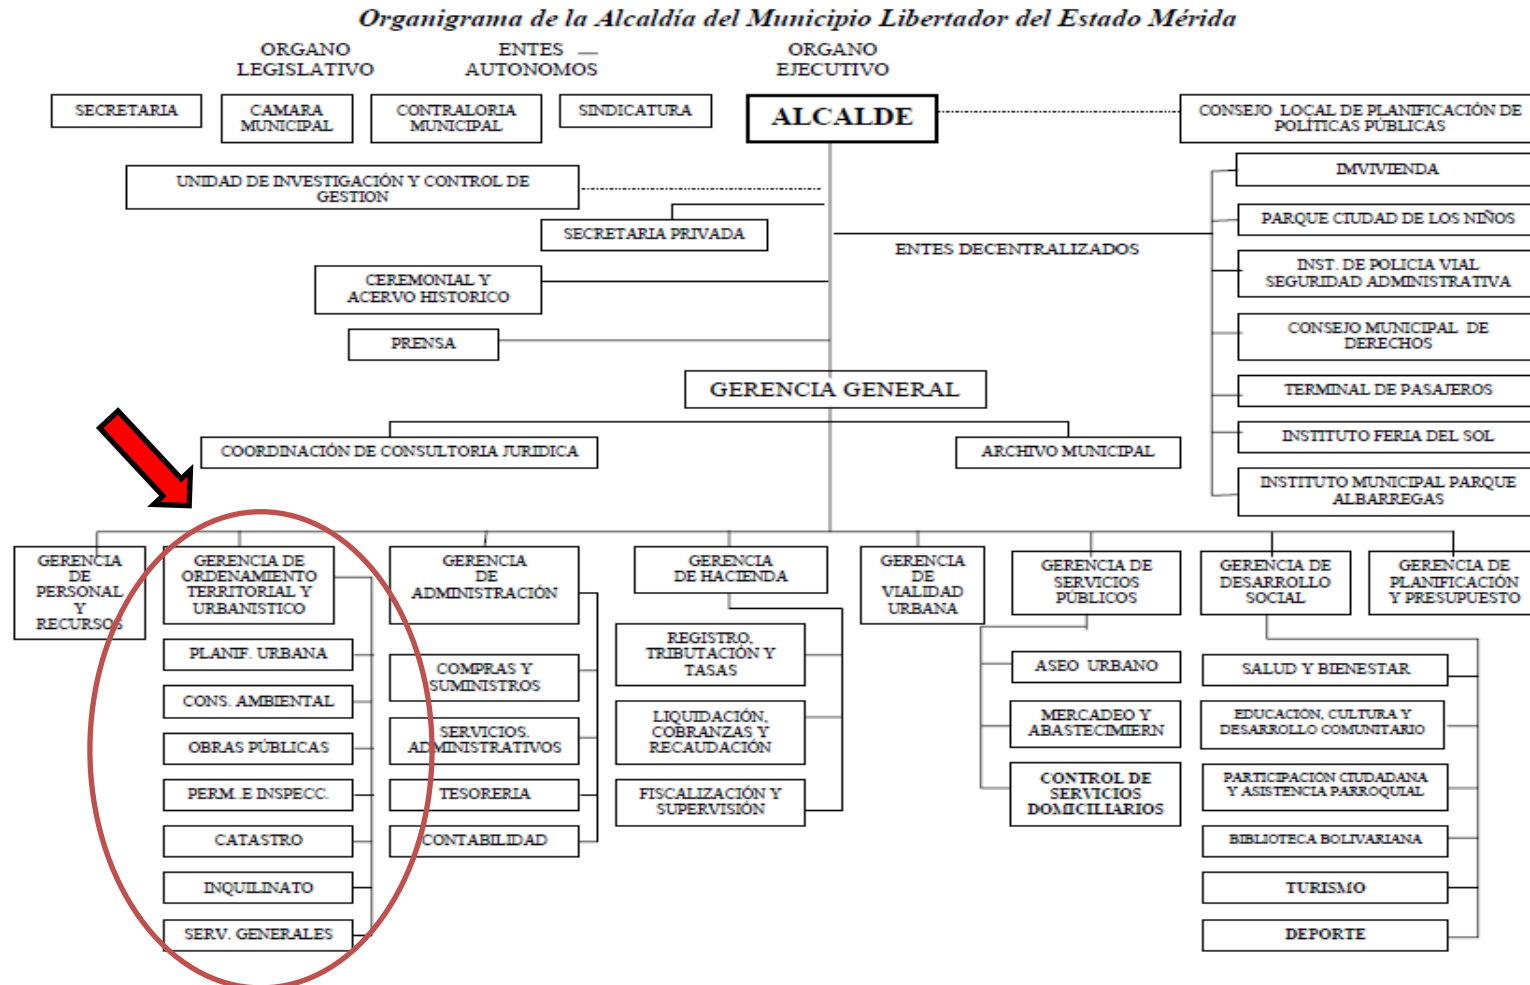 Organigrama de la Alcaldía del Municipio Libertador del Estado Mérida
ORGANO
LEGISLATIVO
ENTES
AUTONOMOS
ORGANO
EJECUTIVO
SECRETARIA
CAMARA
MUNICIPAL
CONTRALORIA
MUNICIPAL
SINDICATURA
ALCALDE
CONSEJO LOCAL DE PLANIFICACIÓN DE
POLÍTICAS PÚBLICAS
UNIDAD DE INVESTIGACIÓN Y CONTROL DE
GESTION
SECRETARIA PRIVADA
CEREMONIAL Y
ACERVO HISTORICO
PRENSA
ENTES DECENTRALIZADOS
IMVIVIENDA
PARQUE CIUDAD DE LOS NIÑOS
INST. DE POLICIA VIAL
SEGURIDAD ADMINISTRATIVA
CONSEJO MUNICIPAL DE
DERECHOS
TERMINAL DE PASAJEROS
INSTITUTO FERIA DEL SOL
INSTITUTO MUNICIPAL PARQUE
ALBARREGAS
GERENCIA GENERAL
COORDINACIÓN DE CONSULTORIA JURIDICA
ARCHIVO MUNICIPAL
GERENCIA
DE
PERSONAL
Y
RECURSOS
GERENCIA DE
ORDENAMIENTO
TERRITORIAL Y
URBANISTICO
PLANIF. URBANA
CONS. AMBIENTAL
OBRAS PÚBLICAS
PERM..E INSPECC.
CATASTRO
INQUILINATO
SERV. GENERALES
GERENCIA
DE
ADMINISTRACIÓN
COMPRAS Y
SUMINISTROS
SERVICIOS.
ADMINISTRATIVOS
TESORERIA
CONTABILIDAD
GERENCIA
DE HACIENDA
REGISTRO,
TRIBUTACIÓN Y
TASAS
LIQUIDACIÓN,
COBRANZAS Y
RECAUDACIÓN
FISCALIZACIÓN Y
SUPERVISIÓN
GERENCIA
DE
VIALIDAD
URBANA
GERENCIA DE
SERVICIOS
PÚBLICOS
ASEO URBANO
MERCADEO Y
ABASTECIMIERN
CONTROL DE
SERVICIOS
DOMICILIARIOS
GERENCIA DE
DESARROLLO
SOCIAL
SALUD Y BIENESTAR
EDUCACIÓN, CULTURA Y
DESARROLLO COMUNITARIO
PARTICIPACIÓN CIUDADANA
Y ASISTENCIA PARROQUIAL
BIBLIOTECA BOLIVARIANA
TURISMO
DEPORTE
GERENCIA DE
PLANIFICACIÓN
Y PRESUPUESTO